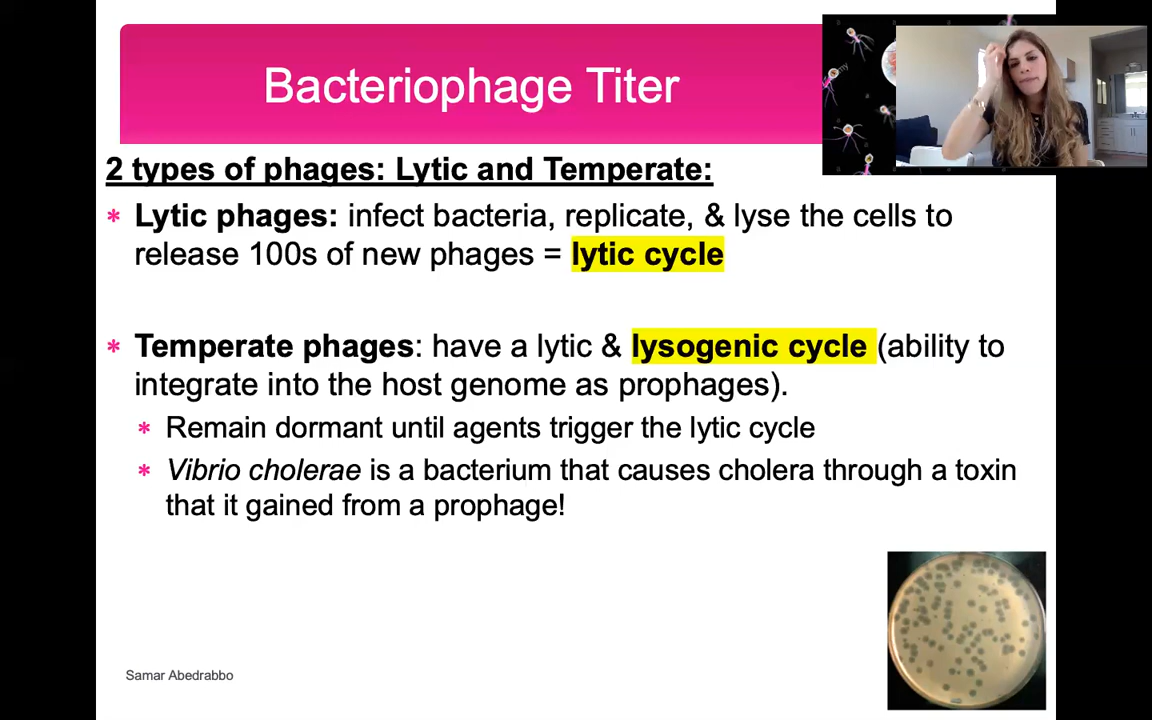 Bacteriophage Titer
2 types of phages: Lytic and Temperate:
* Lytic phages: infect bacteria, replicate, & lyse the cells to
release 100s of new phages = lytic cycle
* Temperate phages: have a lytic & lysogenic cycle (ability to
integrate into the host genome as prophages).
* Remain dormant until agents trigger the lytic cycle
* Vibrio cholerae is a bacterium that causes cholera through a toxin
that it gained from a prophage!
Samar Abedrabbo